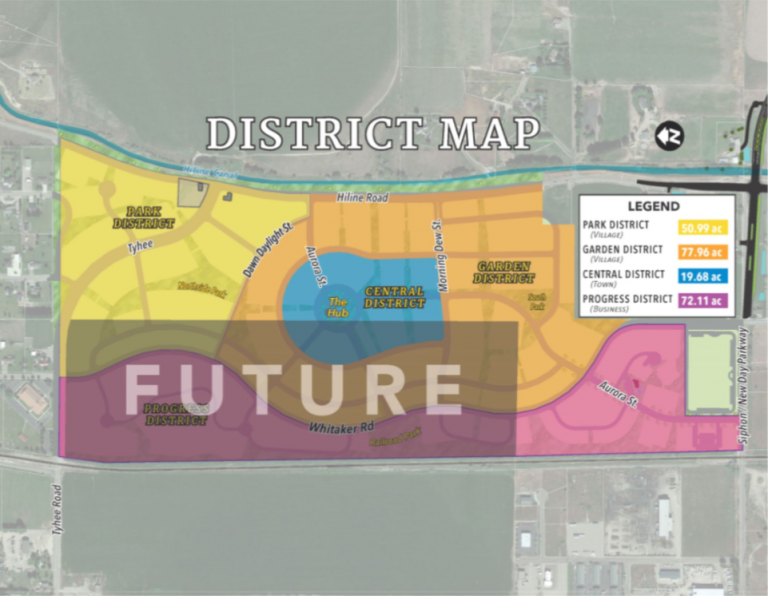 DISTRICT MAP
N
Hiline Road
PARK
DISTRICT
Tyhee
Dawn Daylight St.
Aurora St.
Morning Dew St.
Northside Park
GARDEN
DISTRICT
South
Park
CENTRAL
DISTRICT
The
Hub
LEGEND
PARK DISTRICT
(VILLAGE)
50.99 ac
GARDEN DISTRICT
(VILLAGE)
77.96 ac
CENTRAL DISTRICT
(TOWN)
19.68 ac
PROGRESS DISTRICT
(BUSINESS)
72.11 ac
FUTURE
PROGRESS
DISTRICT
Whitaker Rd
Railroad Park
Aurora St.
Siphon / New Day Parkway
Tyhee Road